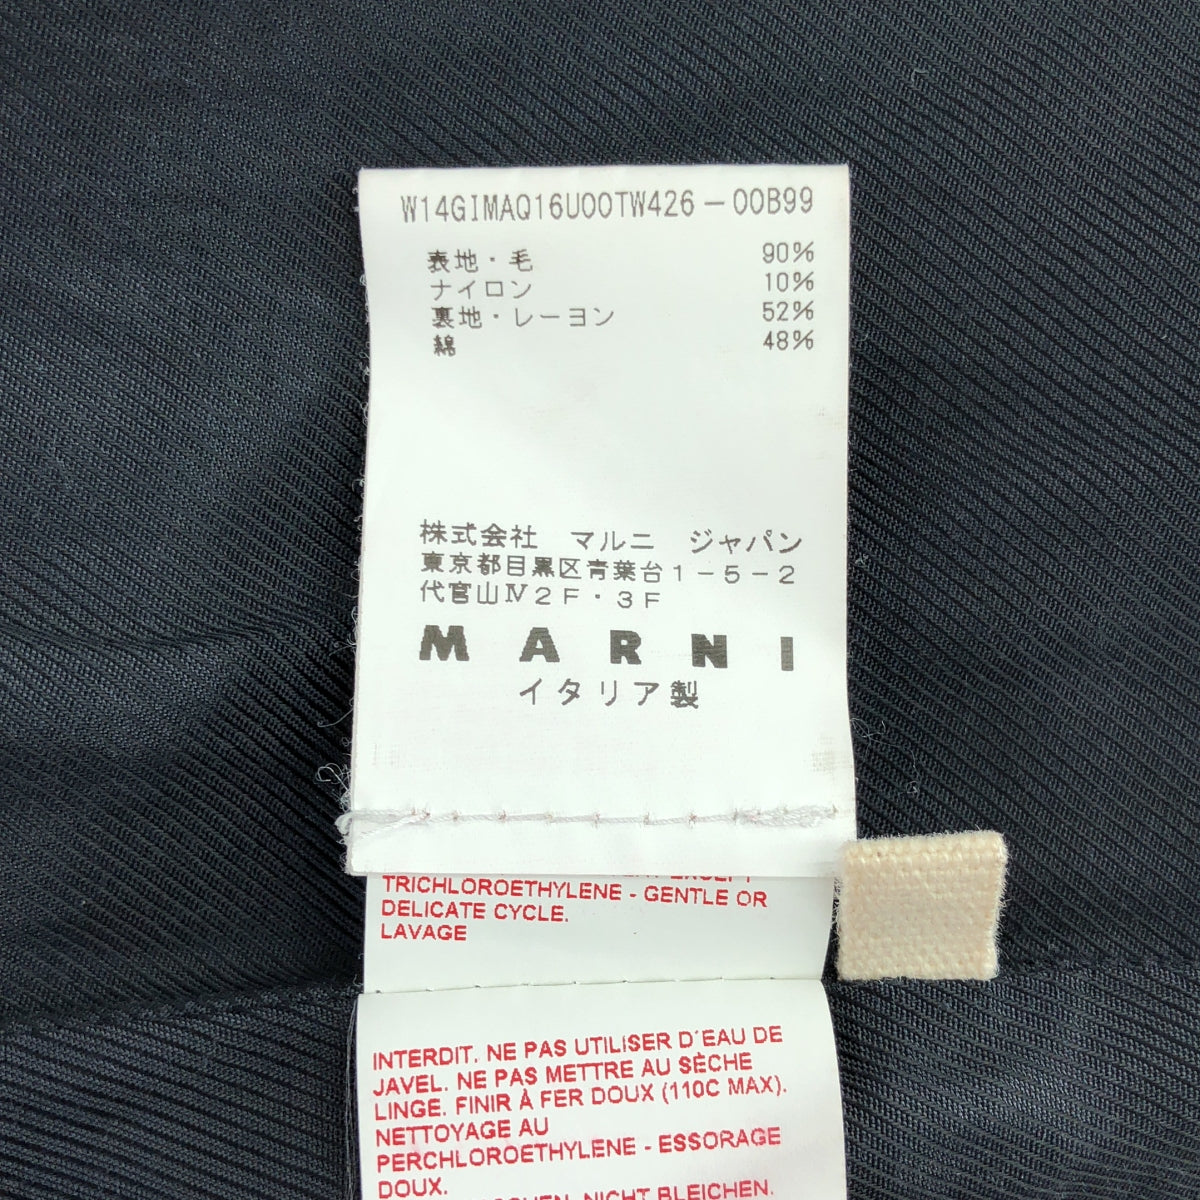 W14GIMAQ16U00TW426-00B99
表地・毛 90%
ナイロン 10%
裏地・レーヨン 52%
綿 48%
株式会社 マルニ ジャパン
東京都目黒区青葉台1-5-2
代官山Ⅳ2F・3F
MARNI
イタリア製
EXCEPT
TRICHLOROETHYLENE - GENTLE OR
DELICATE CYCLE.
LAVAGE
INTERDIT. NE PAS UTILISER D'EAU DE
JAVEL. NE PAS METTRE AU SÈCHE
LINGE. FINIR À FER DOUX (110C MAX).
NETTOYAGE AU
PERCHLOROETHYLENE - ESSORAGE
DOUX.
NICHT BLEICHEN.